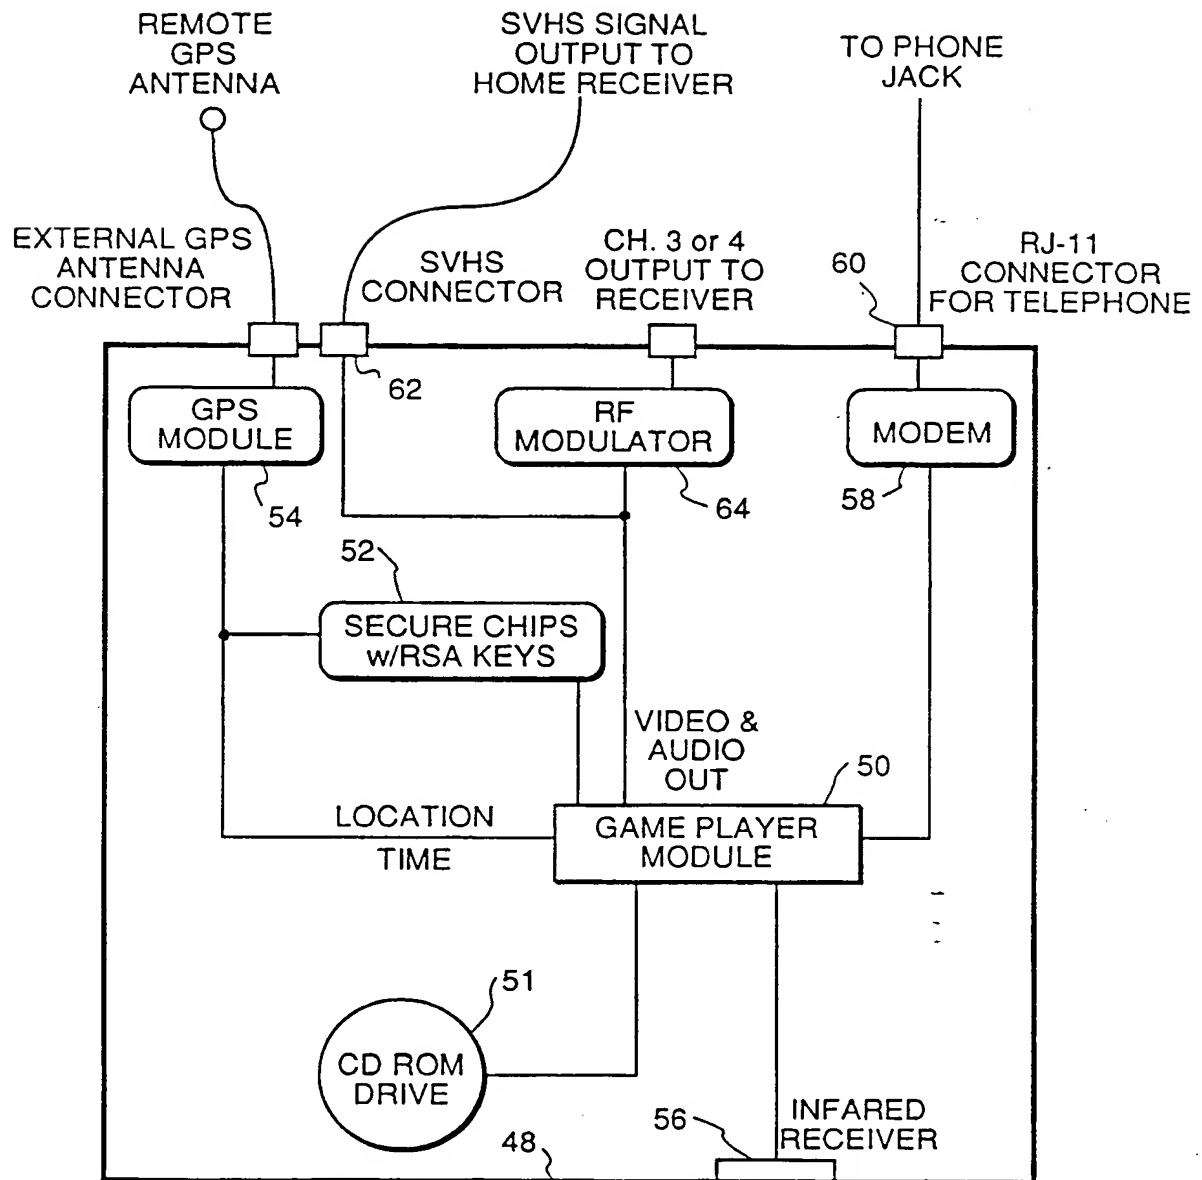 REMOTE
GPS
ANTENNA
SVHS SIGNAL
OUTPUT TO
HOME RECEIVER
TO PHONE
JACK
EXTERNAL GPS
ANTENNA
CONNECTOR
SVHS
CONNECTOR
CH. 3 or 4
OUTPUT TO
RECEIVER
60
RJ-11
CONNECTOR
FOR TELEPHONE
62
GPS
MODULE
RF
MODULATOR
MODEM
54
64
58
52
SECURE CHIPS
w/RSA KEYS
VIDEO &
AUDIO
OUT
50
LOCATION
TIME
GAME PLAYER
MODULE
51
CD ROM
DRIVE
56
INFARED
RECEIVER
48